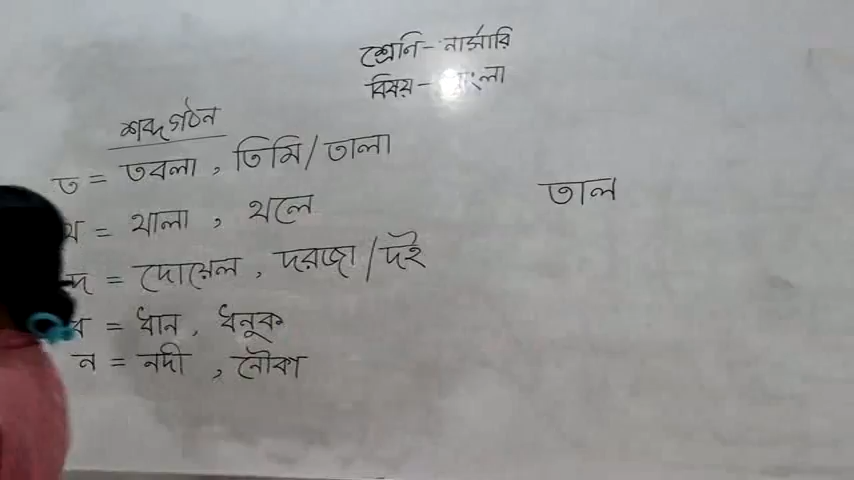 শ্রেনি- নার্সারি
বিষয়- বাংলা
শব্দগঠন
ত = তবলা, তিমি/তালা
থ = থালা, থলে
দ = দোয়েল, দরজা/দই
ধ = ধান, ধনুক
ন = নদী, নৌকা
তাল